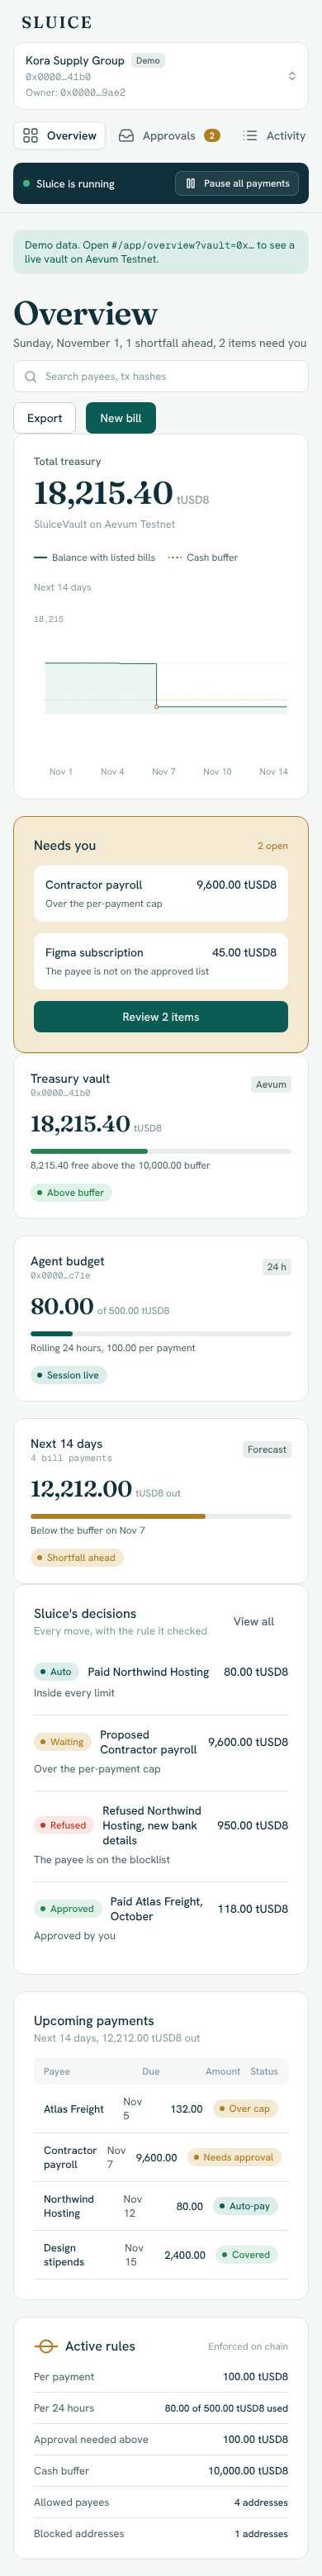 SLUICE
Kora Supply Group Demo
0x0000…41b0
Owner: 0x0000…9ae2
Overview Approvals 2 Activity
Sluice is running Pause all payments
Demo data. Open #/app/overview?vault=0x… to see a
live vault on Aevum Testnet.
Overview
Sunday, November 1, 1 shortfall ahead, 2 items need you
Search payees, tx hashes
Export New bill
Total treasury
18,215.40 tUSD8
SluiceVault on Aevum Testnet
Balance with listed bills Cash buffer
Next 14 days
18,215
Nov 1 Nov 4 Nov 7 Nov 10 Nov 14
Needs you 2 open
Contractor payroll 9,600.00 tUSD8
Over the per-payment cap
Figma subscription 45.00 tUSD8
The payee is not on the approved list
Review 2 items
Treasury vault Aevum
0x0000…41b0
18,215.40 tUSD8
8,215.40 free above the 10,000.00 buffer
Above buffer
Agent budget 24 h
0x0000…c71e
80.00 of 500.00 tUSD8
Rolling 24 hours, 100.00 per payment
Session live
Next 14 days Forecast
4 bill payments
12,212.00 tUSD8 out
Below the buffer on Nov 7
Shortfall ahead
Sluice's decisions View all
Every move, with the rule it checked
Auto Paid Northwind Hosting 80.00 tUSD8
Inside every limit
Waiting Proposed
Contractor payroll 9,600.00 tUSD8
Over the per-payment cap
Refused Refused Northwind
Hosting, new bank
details 950.00 tUSD8
The payee is on the blocklist
Approved Paid Atlas Freight,
October 118.00 tUSD8
Approved by you
Upcoming payments
Next 14 days, 12,212.00 tUSD8 out
Payee Due Amount Status
Atlas Freight Nov
5 132.00 Over cap
Contractor
payroll Nov
7 9,600.00 Needs approval
Northwind
Hosting Nov
12 80.00 Auto-pay
Design
stipends Nov
15 2,400.00 Covered
Active rules Enforced on chain
Per payment 100.00 tUSD8
Per 24 hours 80.00 of 500.00 tUSD8 used
Approval needed above 100.00 tUSD8
Cash buffer 10,000.00 tUSD8
Allowed payees 4 addresses
Blocked addresses 1 addresses